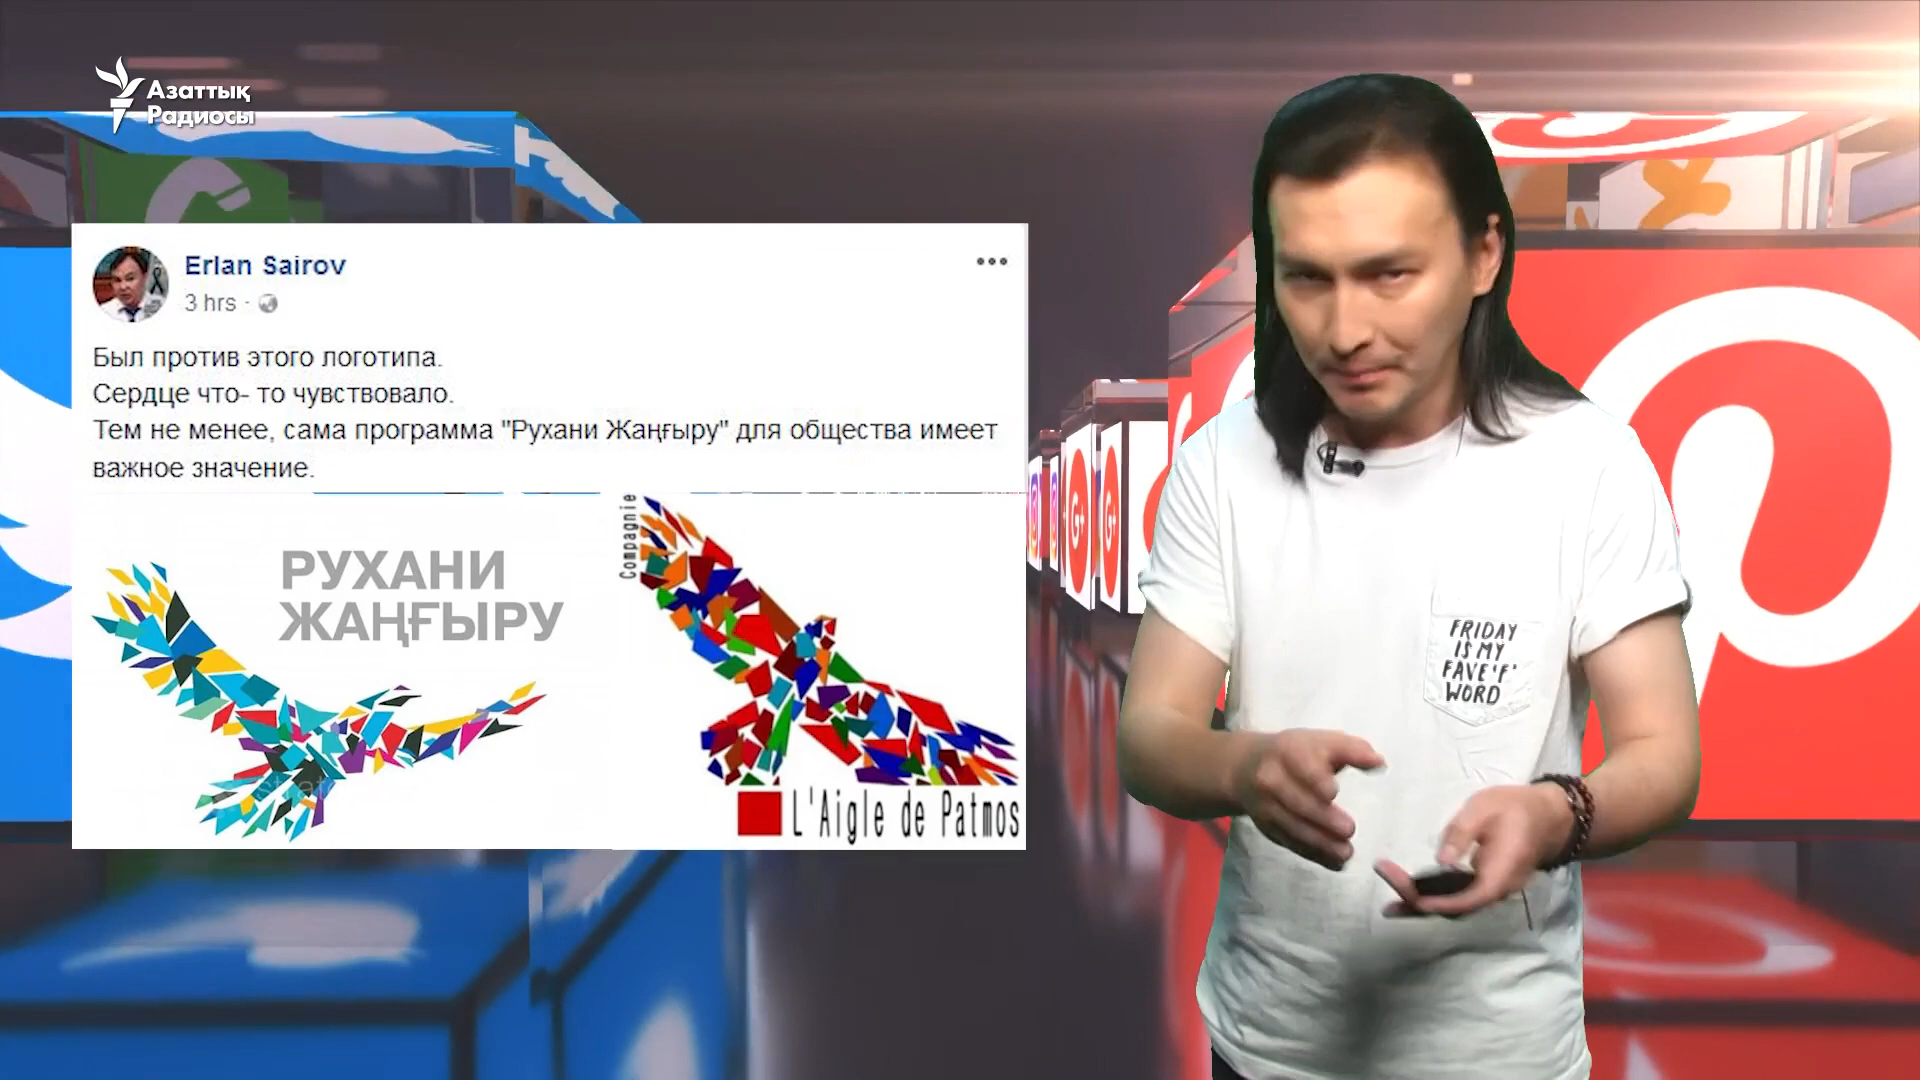 Азаттық
Радиосы
Erlan Sairov
3 hrs
Был против этого логотипа.
Сердце что- то чувствовало.
Тем не менее, сама программа "Рухани Жаңғыру" для общества имеет
важное значение.
РУХАНИ
ЖАҢҒЫРУ
Compagnie
L'Aigle de Patmos
FRIDAY
IS MY
FAVE 'F'
WORD
G+
G+